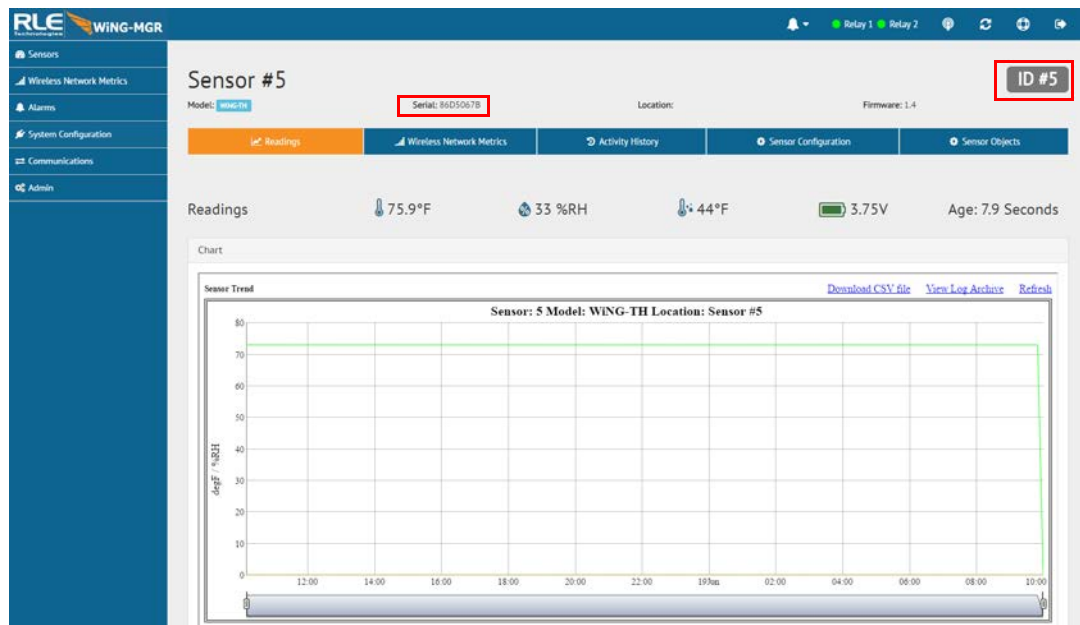 RLE WiNG-MGR
Technologies
Relay 1 Relay 2
Sensors
Wireless Network Metrics
Alarms
System Configuration
Communications
Admin
Sensor #5
ID #5
Model: WiNG-TH Serial: 86D5067B Location: Firmware: 1.4
Readings Wireless Network Metrics Activity History Sensor Configuration Sensor Objects
Readings 75.9°F 33 %RH 44°F 3.75V Age: 7.9 Seconds
Chart
Sensor Trend Download CSV file View Log Archive Refresh
Sensor: 5 Model: WiNG-TH Location: Sensor #5
80
70
60
50
40
30
20
10
0
degF / %RH
12:00 14:00 16:00 18:00 20:00 22:00 19Jun 02:00 04:00 06:00 08:00 10:00